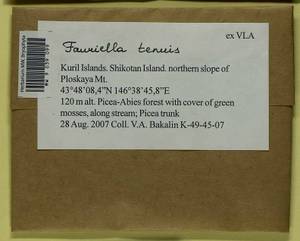 ex VLA
Fauriella tenuis
Kuril Islands. Shikotan Island. northern slope of
Ploskaya Mt.
43°48'08,4"N 146°38'45,8"E
120 m alt. Picea-Abies forest with cover of green
mosses, along stream; Picea trunk
28 Aug. 2007 Coll. V.A. Bakalin K-49-45-07